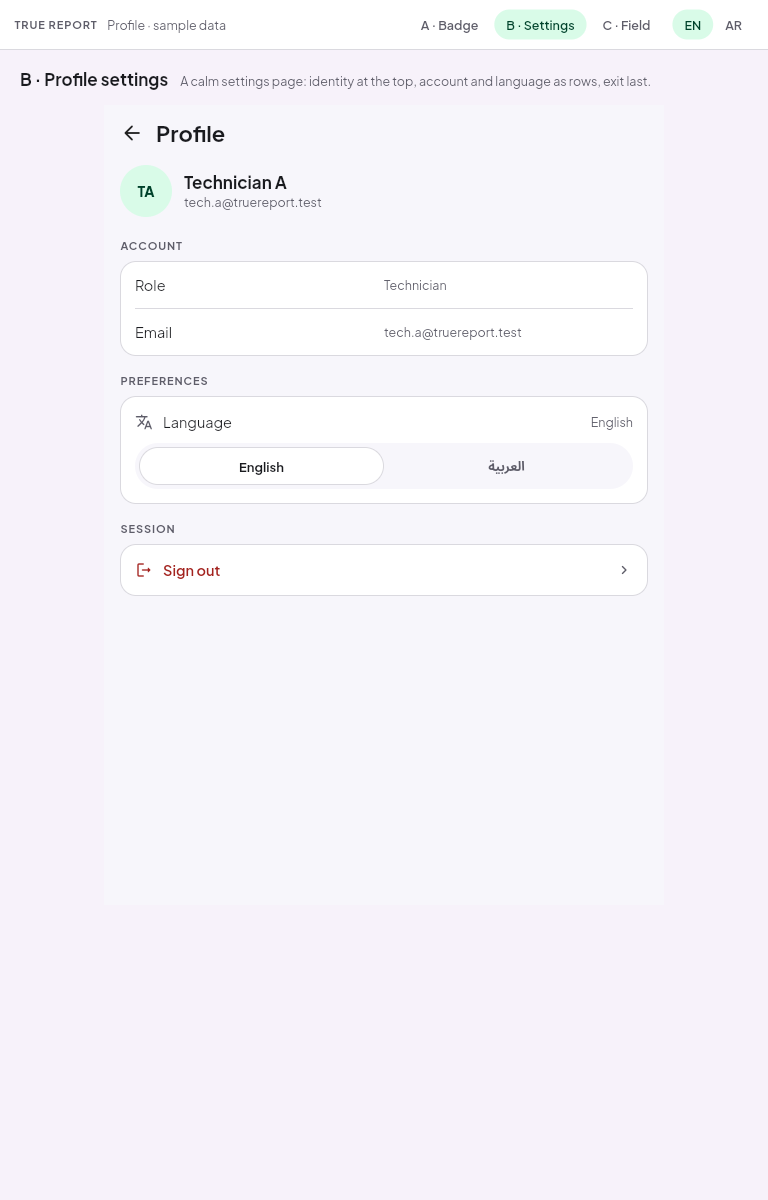 TRUE REPORT Profile · sample data A · Badge B · Settings C · Field EN AR
B · Profile settings A calm settings page: identity at the top, account and language as rows, exit last.
Profile
TA
Technician A
tech.a@truereport.test
ACCOUNT
Role Technician
Email tech.a@truereport.test
PREFERENCES
Language English
English العربية
SESSION
Sign out